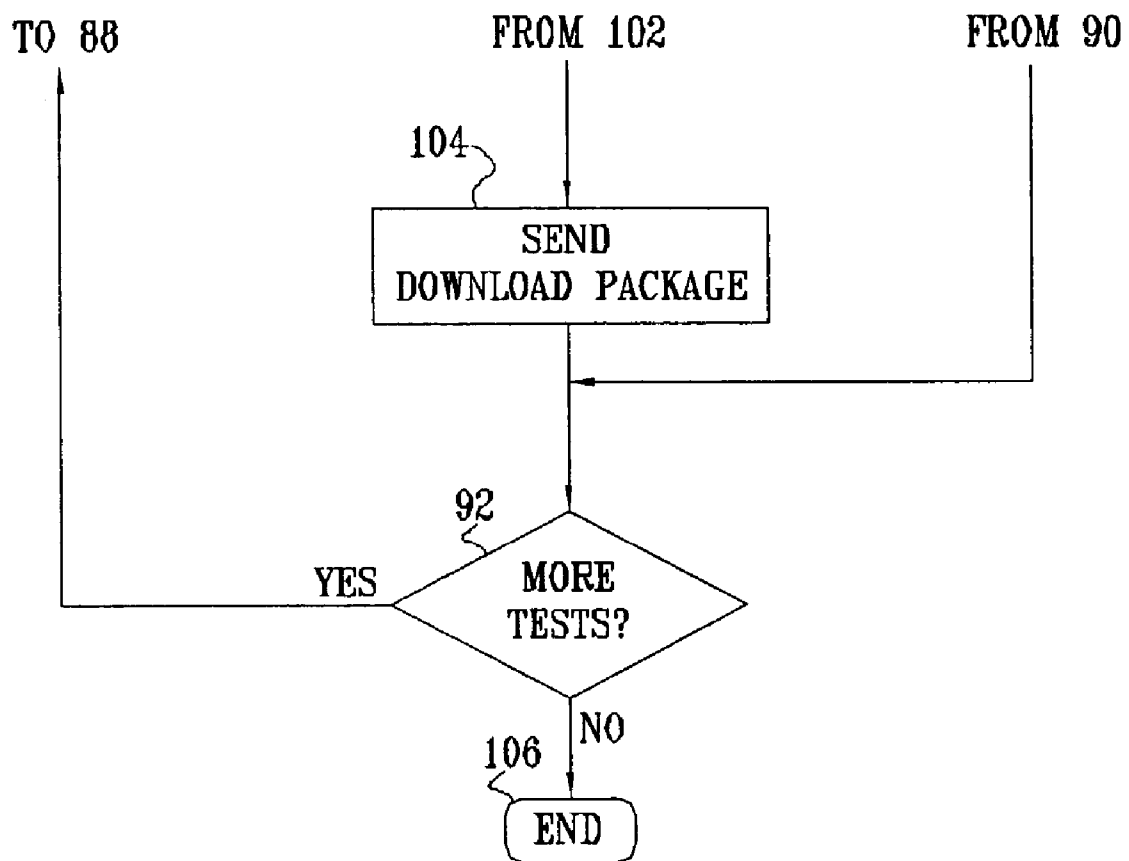 TO 88
FROM 102
FROM 90
104
SEND
DOWNLOAD PACKAGE
92
YES
MORE
TESTS?
NO
106
END